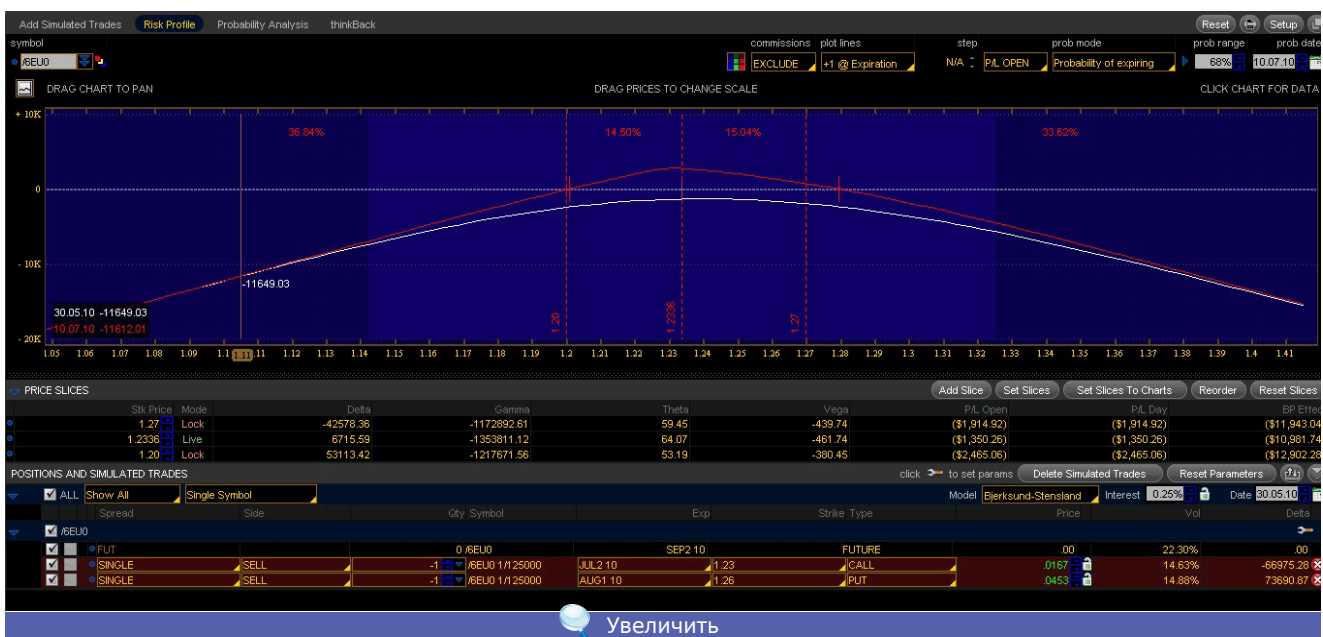 Add Simulated Trades Risk Profile Probability Analysis thinkBack Reset Setup
symbol commissions plot lines step prob mode prob range prob date
/6EU0 EXCLUDE +1 @ Expiration N/A P/L OPEN Probability of expiring 68% 10.07.10
DRAG CHART TO PAN DRAG PRICES TO CHANGE SCALE CLICK CHART FOR DATA
+ 10K
36.84% 14.50% 15.04% 33.62%
0
- 10K
-11649.03
30.05.10 -11649.03
10.07.10 -11612.01
1.20 1.2336 1.27
- 20K
1.05 1.06 1.07 1.08 1.09 1.1 1.11 .11 1.12 1.13 1.14 1.15 1.16 1.17 1.18 1.19 1.2 1.21 1.22 1.23 1.24 1.25 1.26 1.27 1.28 1.29 1.3 1.31 1.32 1.33 1.34 1.35 1.36 1.37 1.38 1.39 1.4 1.41
PRICE SLICES Add Slice Set Slices Set Slices To Charts Reorder Reset Slices
Stk Price Mode Delta Gamma Theta Vega P/L Open P/L Day BP Effec
1.27 Lock -42578.36 -1172892.61 59.45 -439.74 ($1,914.92) ($1,914.92) ($11,943.04
1.2336 Live 6715.59 -1353811.12 64.07 -461.74 ($1,350.26) ($1,350.26) ($10,981.74
1.20 Lock 53113.42 -1217671.56 53.19 -380.45 ($2,465.06) ($2,465.06) ($12,902.28
POSITIONS AND SIMULATED TRADES click to set params Delete Simulated Trades Reset Parameters
ALL Show All Single Symbol Model Bjerksund-Stensland Interest 0.25% Date 30.05.10
Spread Side Qty Symbol Exp Strike Type Price Vol Delta
/6EU0
FUT 0 /6EU0 SEP2 10 FUTURE .00 22.30% .00
SINGLE SELL -1 /6EU0 1/125000 JUL2 10 1.23 CALL .0167 14.63% -66975.28
SINGLE SELL -1 /6EU0 1/125000 AUG1 10 1.26 PUT .0453 14.88% 73690.87
Увеличить